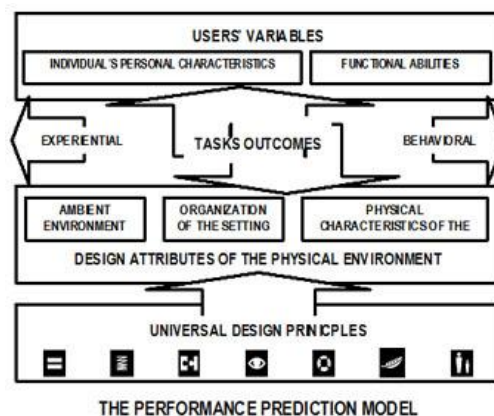 USERS' VARIABLES
INDIVIDUAL'S PERSONAL CHARACTERISTICS
FUNCTIONAL ABILITIES
EXPERIENTIAL
TASKS OUTCOMES
BEHAVIORAL
AMBIENT
ENVIRONMENT
ORGANIZATION
OF THE SETTING
PHYSICAL
CHARACTERISTICS OF THE
DESIGN ATTRIBUTES OF THE PHYSICAL ENVIRONMENT
UNIVERSAL DESIGN PRINICPLES
THE PERFORMANCE PREDICTION MODEL